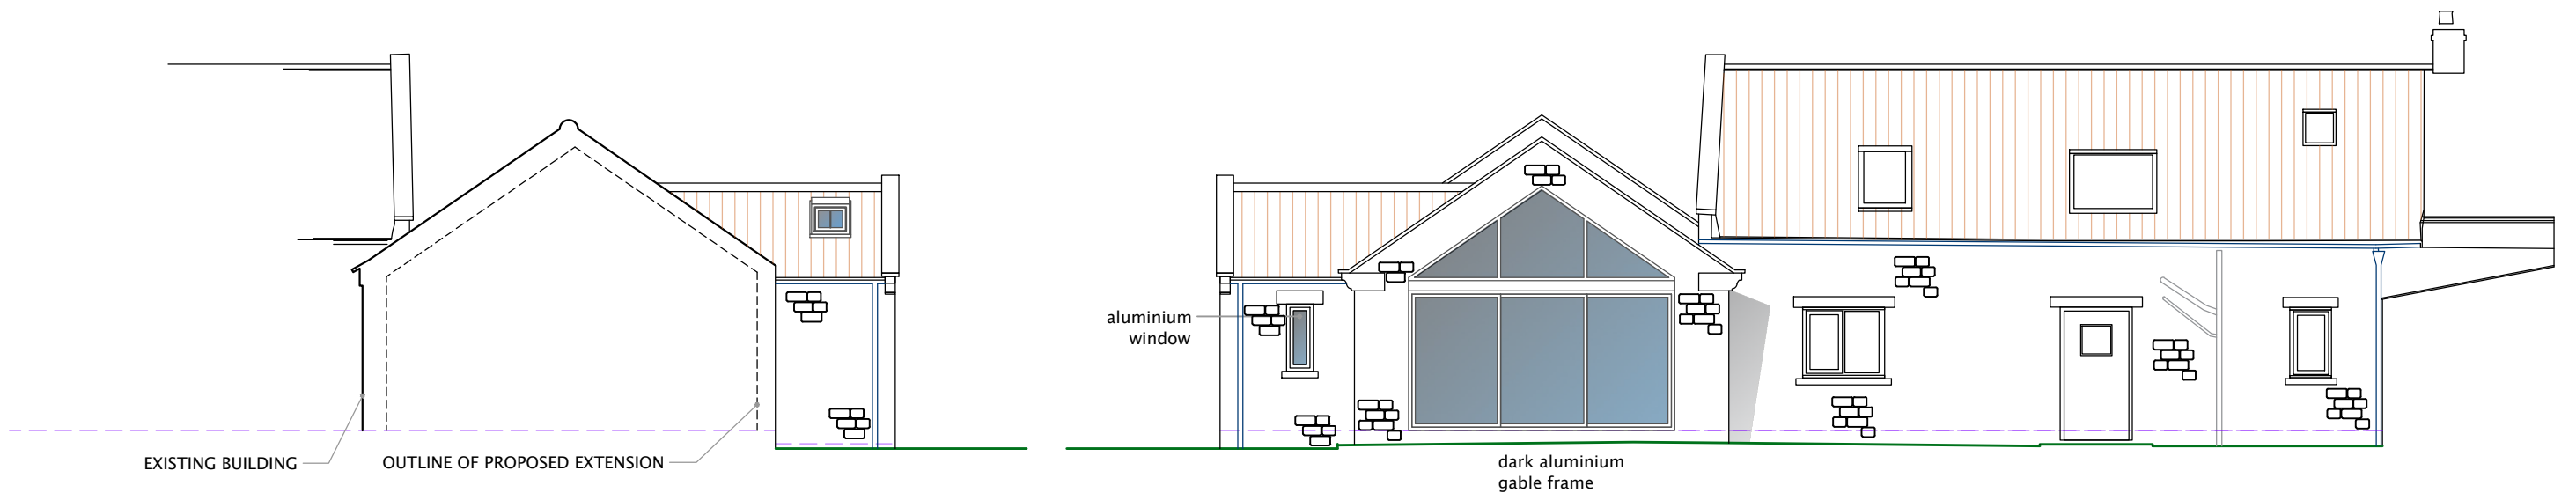 EXISTING BUILDING
OUTLINE OF PROPOSED EXTENSION
aluminium
window
dark aluminium
gable frame